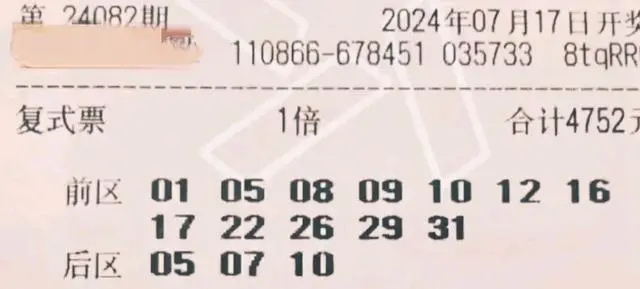 第 24082期 2024年07月17日开奖
110866-678451 035733 8tqRR
复式票 1倍 合计4752元
前区 01 05 08 09 10 12 16
17 22 26 29 31
后区 05 07 10